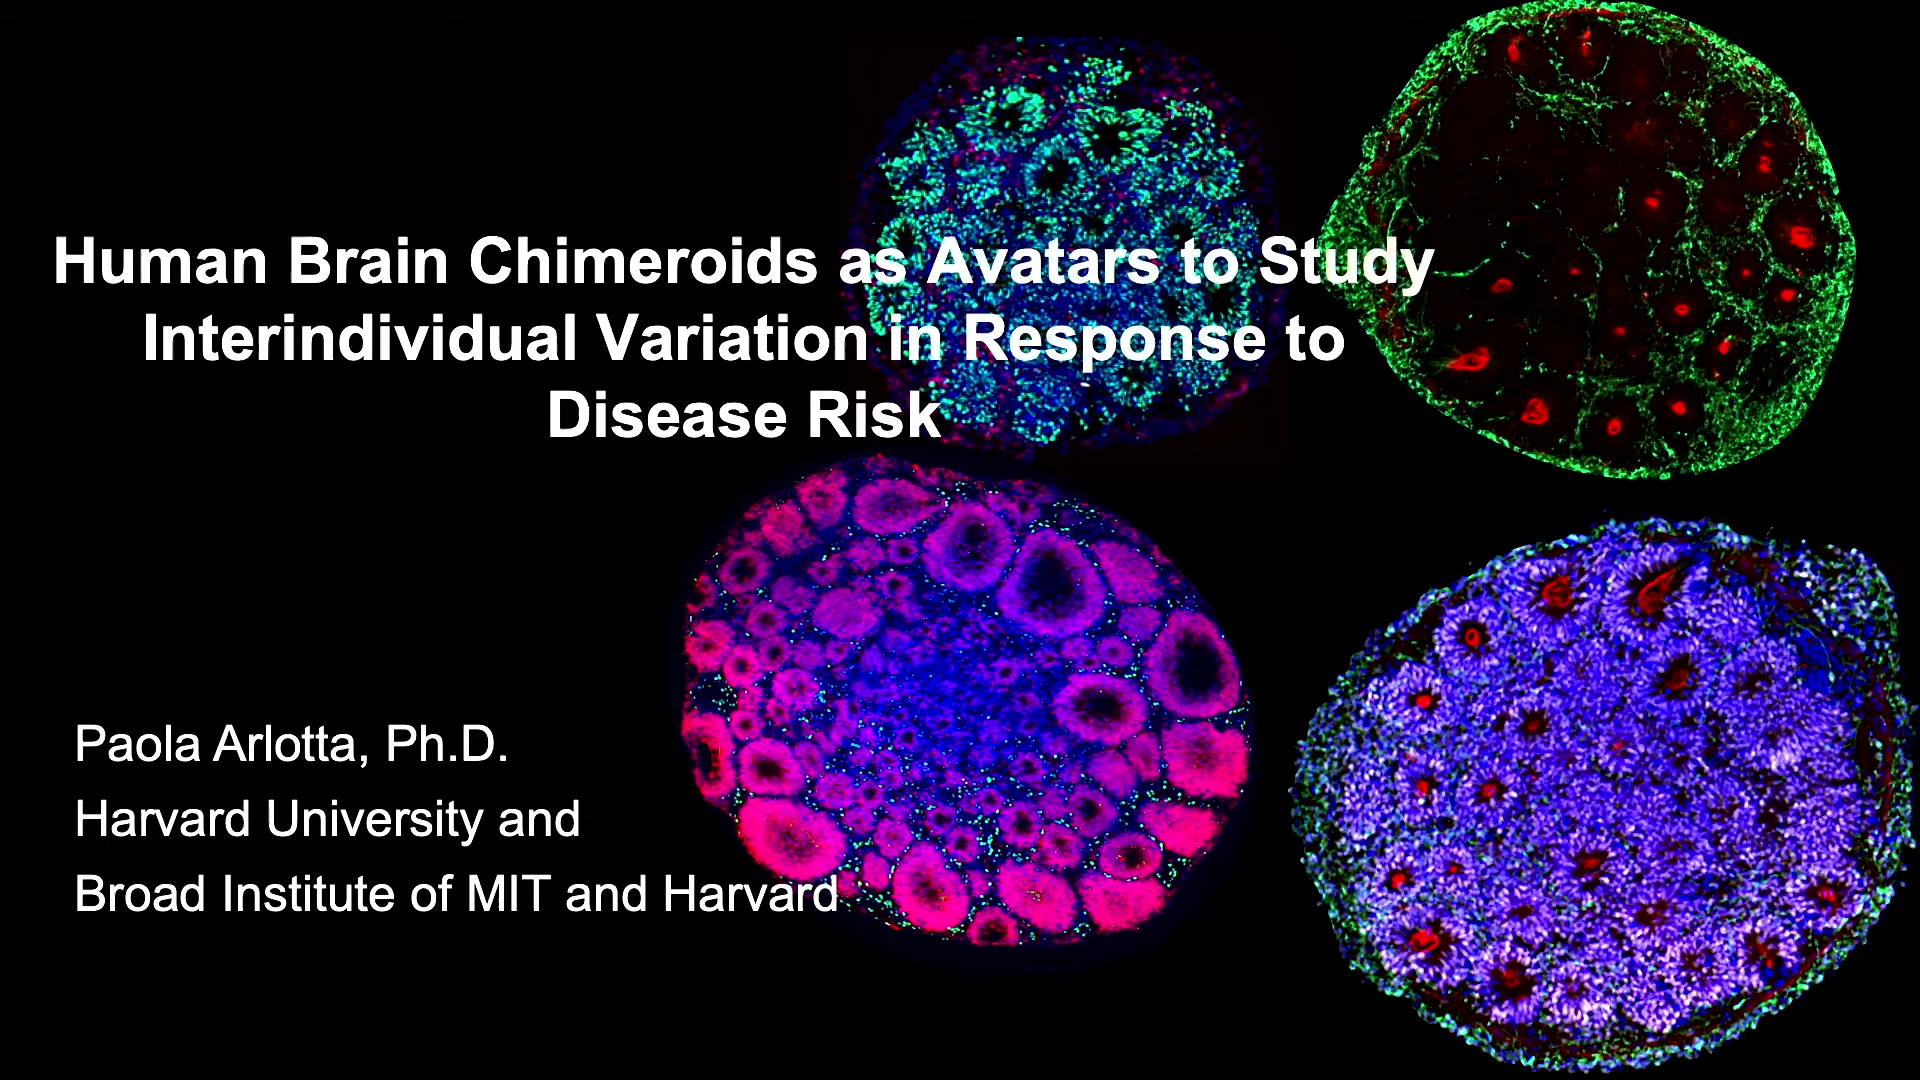 Human Brain Chimeroids as Avatars to Study
Interindividual Variation in Response to
Disease Risk
Paola Arlotta, Ph.D.
Harvard University and
Broad Institute of MIT and Harvard